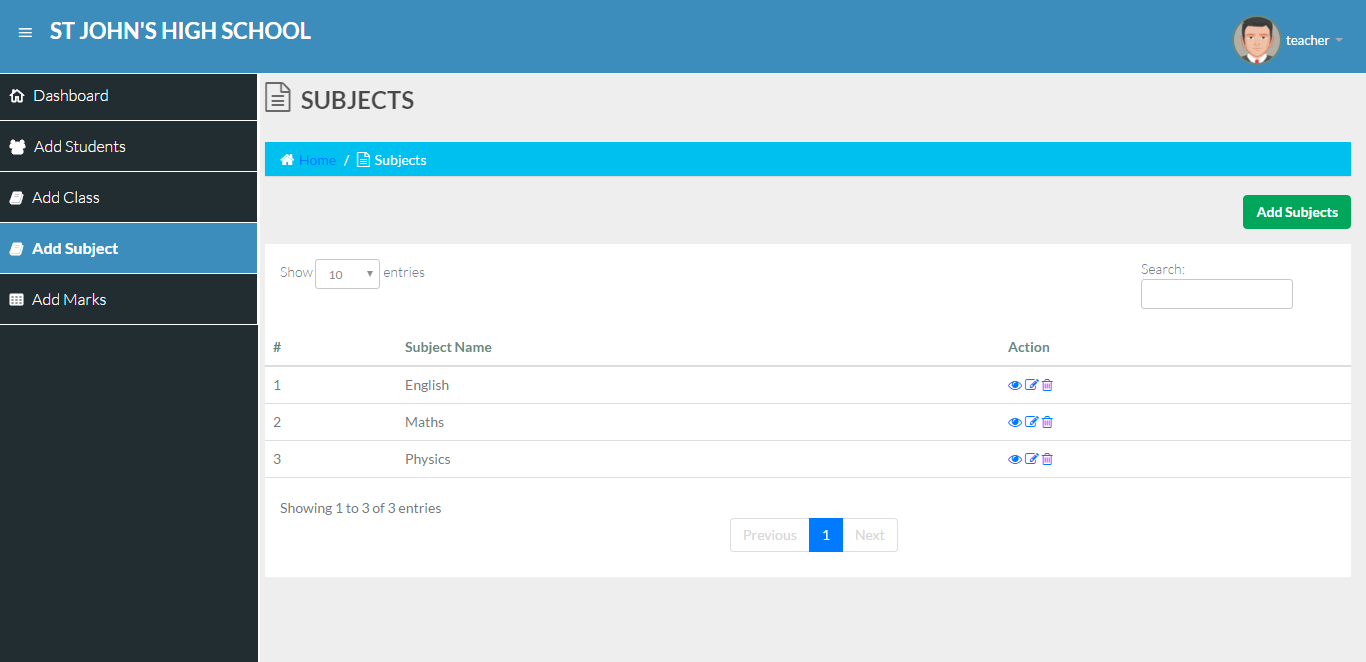 ST JOHN'S HIGH SCHOOL
teacher
Dashboard
Add Students
Add Class
Add Subject
Add Marks
SUBJECTS
Home / Subjects
Add Subjects
Show 10 entries
Search:
# Subject Name Action
1 English
2 Maths
3 Physics
Showing 1 to 3 of 3 entries
Previous 1 Next